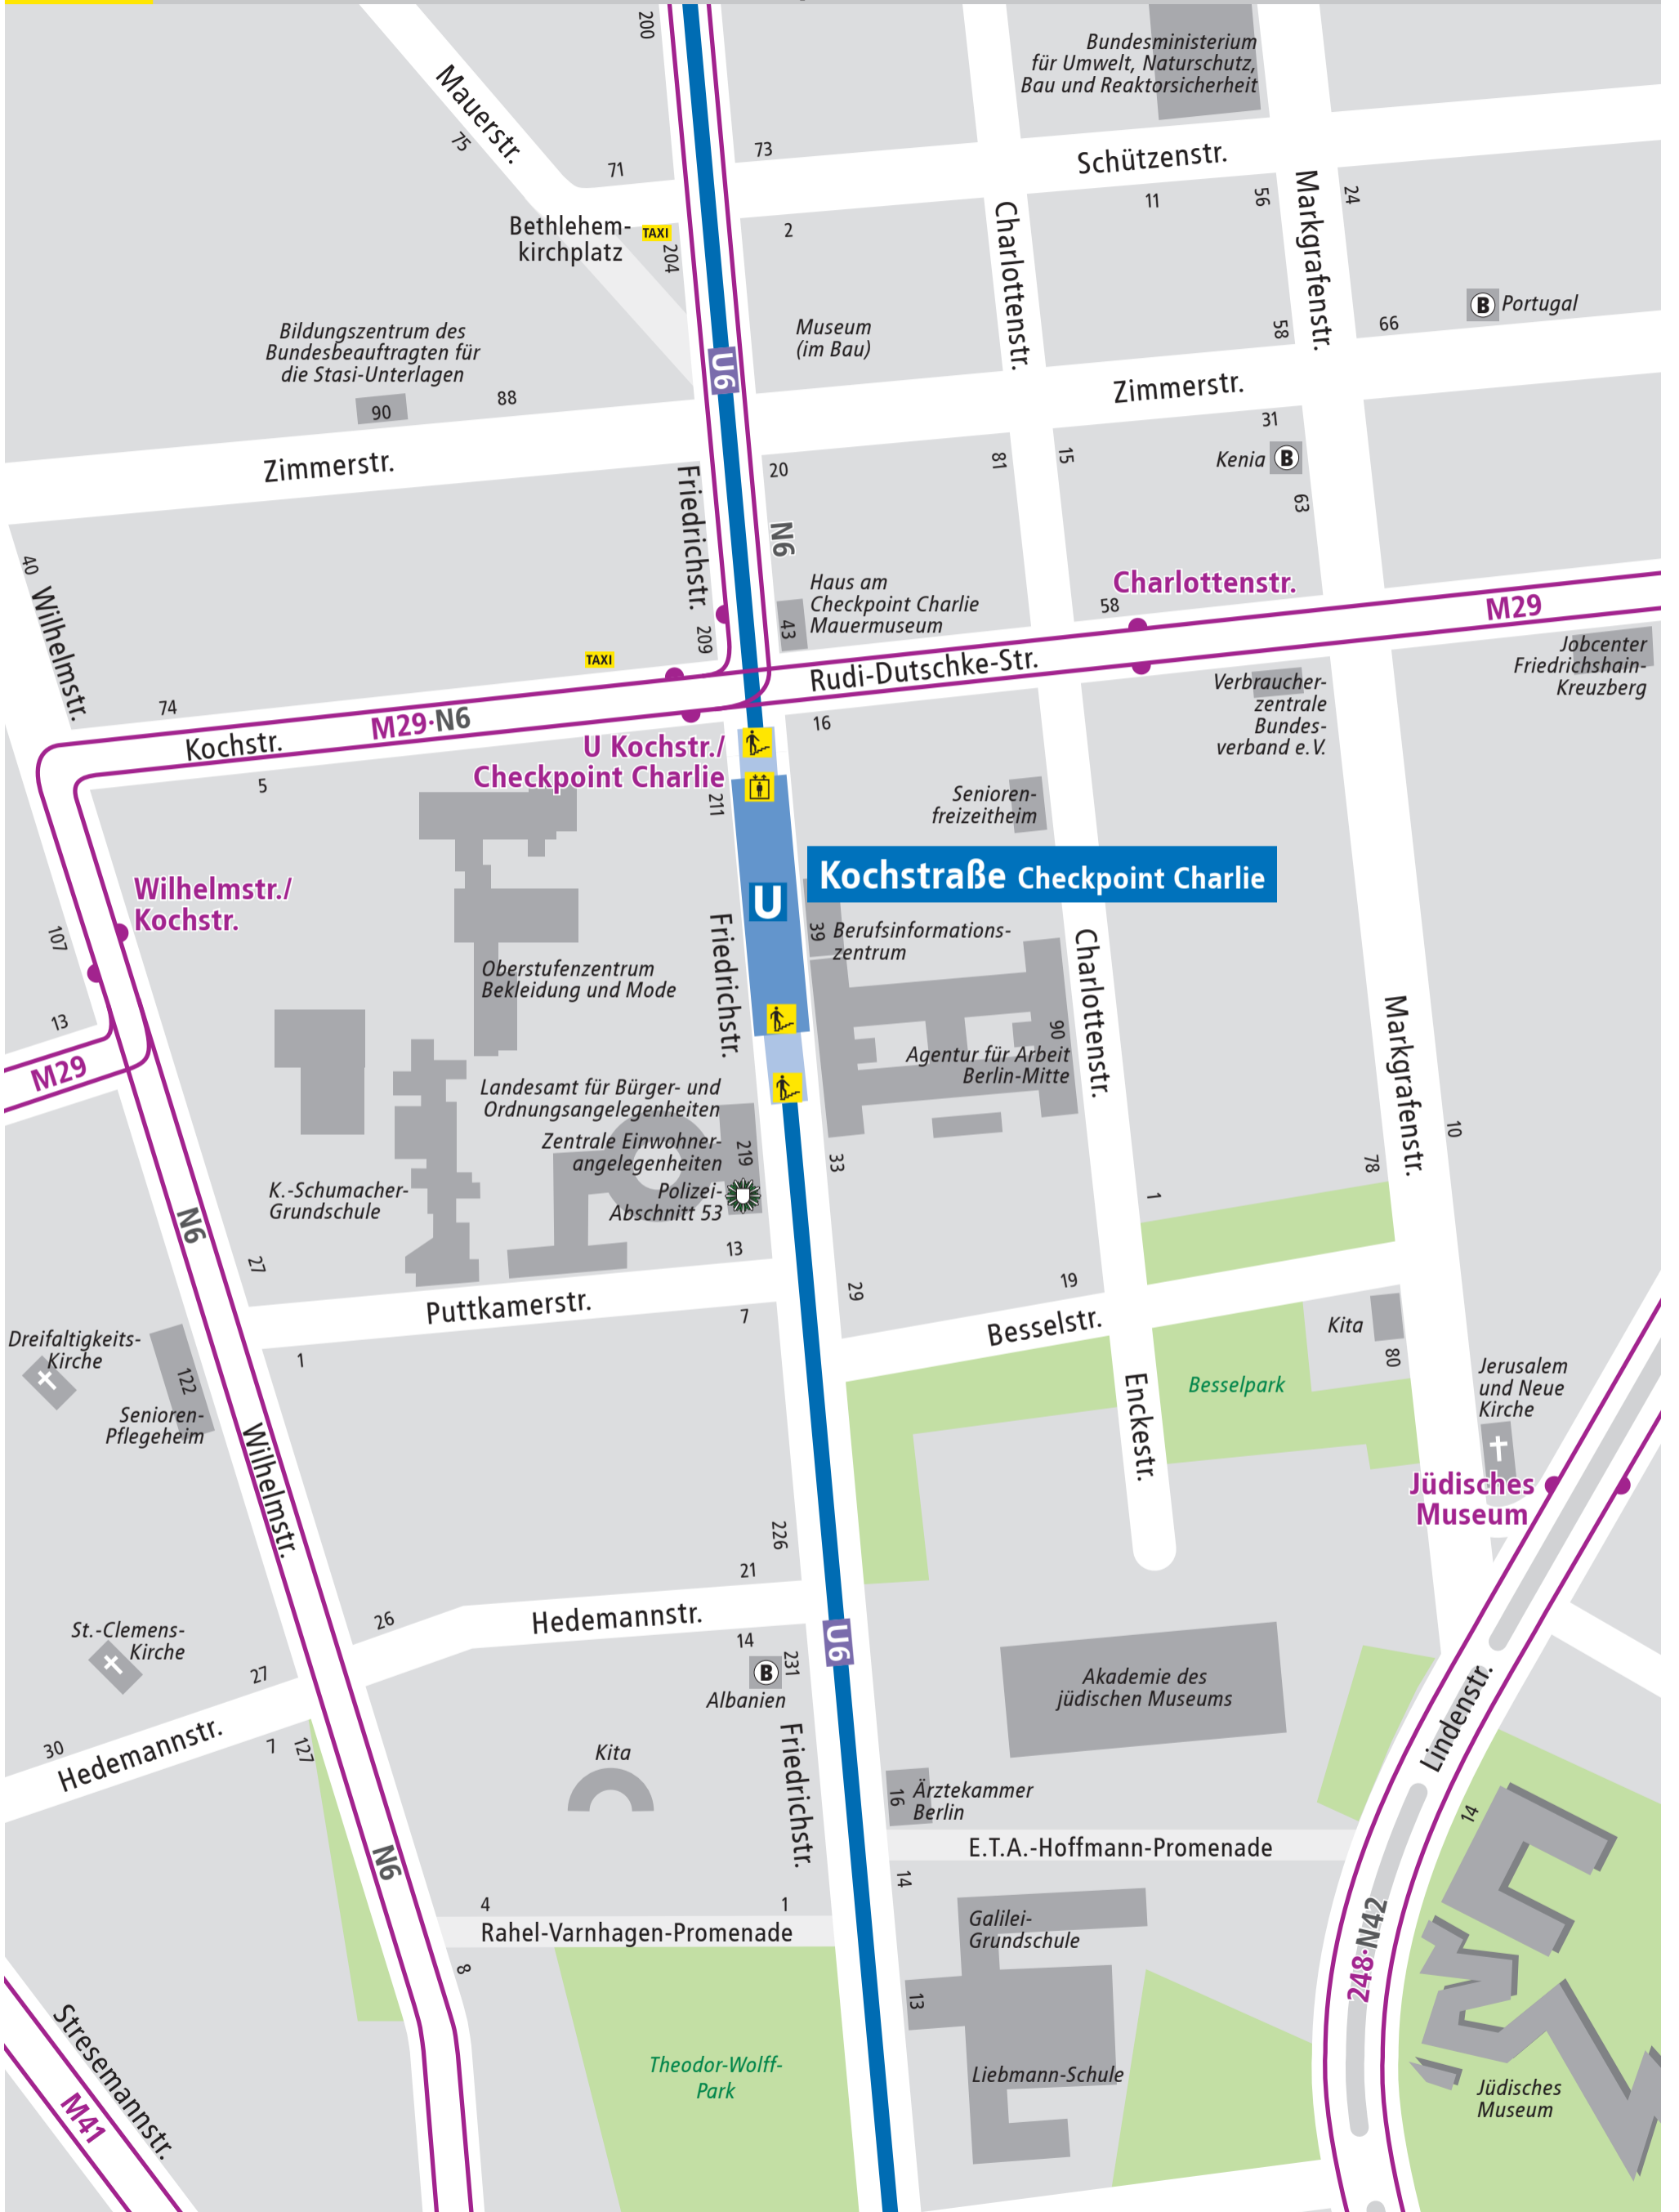 200
Mauerstr.
75
71
73
Bundesministerium
für Umwelt, Naturschutz,
Bau und Reaktorsicherheit
Schützenstr.
11
56
24
Markgrafenstr.
Charlottenstr.
Bethlehem-
kirchplatz
TAXI
204
2
Museum
(im Bau)
58
66
B
Portugal
Bildungszentrum des
Bundesbeauftragten für
die Stasi-Unterlagen
90
88
U6
Zimmerstr.
Zimmerstr.
31
Kenia
B
63
20
81
15
Friedrichstr.
N6
40
Wilhelmstr.
Haus am
Checkpoint Charlie
Mauermuseum
43
209
Charlottenstr.
58
M29
TAXI
Rudi-Dutschke-Str.
Jobcenter
Friedrichshain-
Kreuzberg
Verbraucher-
zentrale
Bundes-
verband e.V.
74
M29·N6
Kochstr.
5
16
U Kochstr./
Checkpoint Charlie
211
Senioren-
freizeitheim
Kochstraße Checkpoint Charlie
U
Wilhelmstr./
Kochstr.
107
13
M29
39
Berufsinformations-
zentrum
Friedrichstr.
Oberstufenzentrum
Bekleidung und Mode
Charlottenstr.
90
Agentur für Arbeit
Berlin-Mitte
Markgrafenstr.
10
78
Landesamt für Bürger- und
Ordnungsangelegenheiten
Zentrale Einwohner-
angelegenheiten
219
Polizei-
Abschnitt 53
33
1
K.-Schumacher-
Grundschule
N6
27
13
29
19
Puttkamerstr.
7
Besselstr.
Kita
80
Dreifaltigkeits-
Kirche
122
1
Senioren-
Pflegeheim
Enckestr.
Besselpark
Jerusalem
und Neue
Kirche
Wilhelmstr.
Jüdisches
Museum
226
21
26
Hedemannstr.
14
231
U6
St.-Clemens-
Kirche
27
B
Albanien
Akademie des
jüdischen Museums
Lindenstr.
30
Hedemannstr.
7
127
Kita
Friedrichstr.
16
Ärztekammer
Berlin
14
E.T.A.-Hoffmann-Promenade
N6
14
4
1
Rahel-Varnhagen-Promenade
Galilei-
Grundschule
248·N42
8
13
Stresemannstr.
M41
Theodor-Wolff-
Park
Liebmann-Schule
Jüdisches
Museum